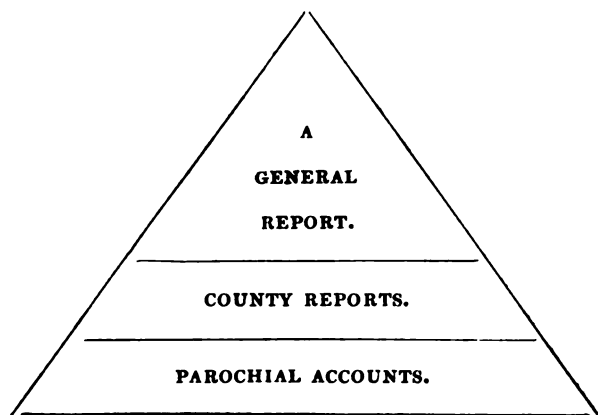 A
GENERAL
REPORT.
COUNTY REPORTS.
PAROCHIAL ACCOUNTS.